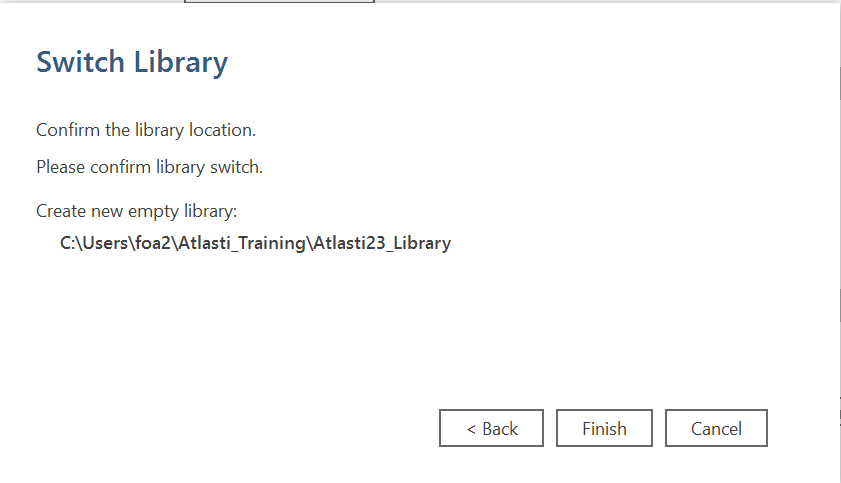 Switch Library
Confirm the library location.
Please confirm library switch.
Create new empty library:
C:\Users\foa2\Atlasti_Training\Atlasti23_Library
< Back
Finish
Cancel